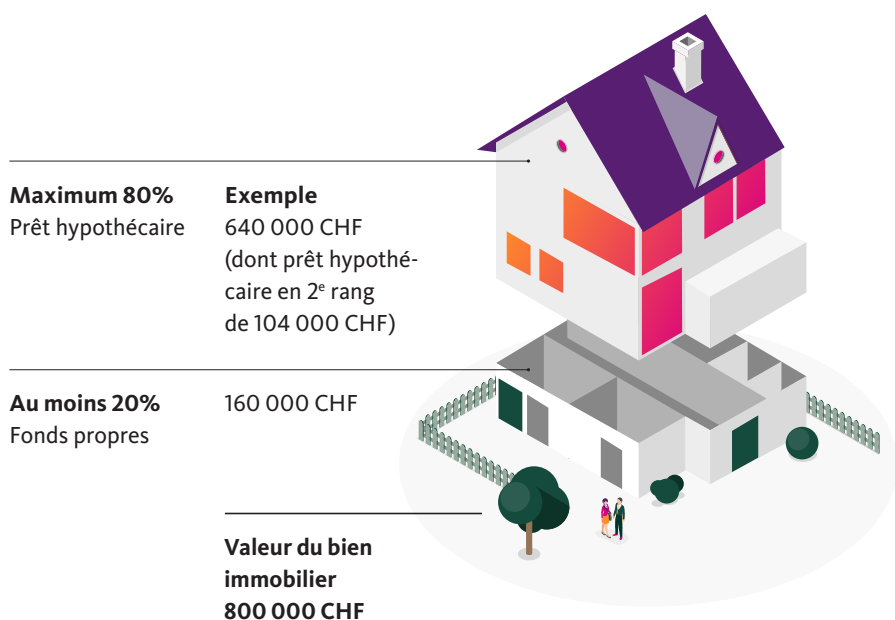 Maximum 80%
Prêt hypothécaire
Exemple
640 000 CHF
(dont prêt hypothé-
caire en 2e rang
de 104 000 CHF)
Au moins 20%
Fonds propres
160 000 CHF
Valeur du bien
immobilier
800 000 CHF